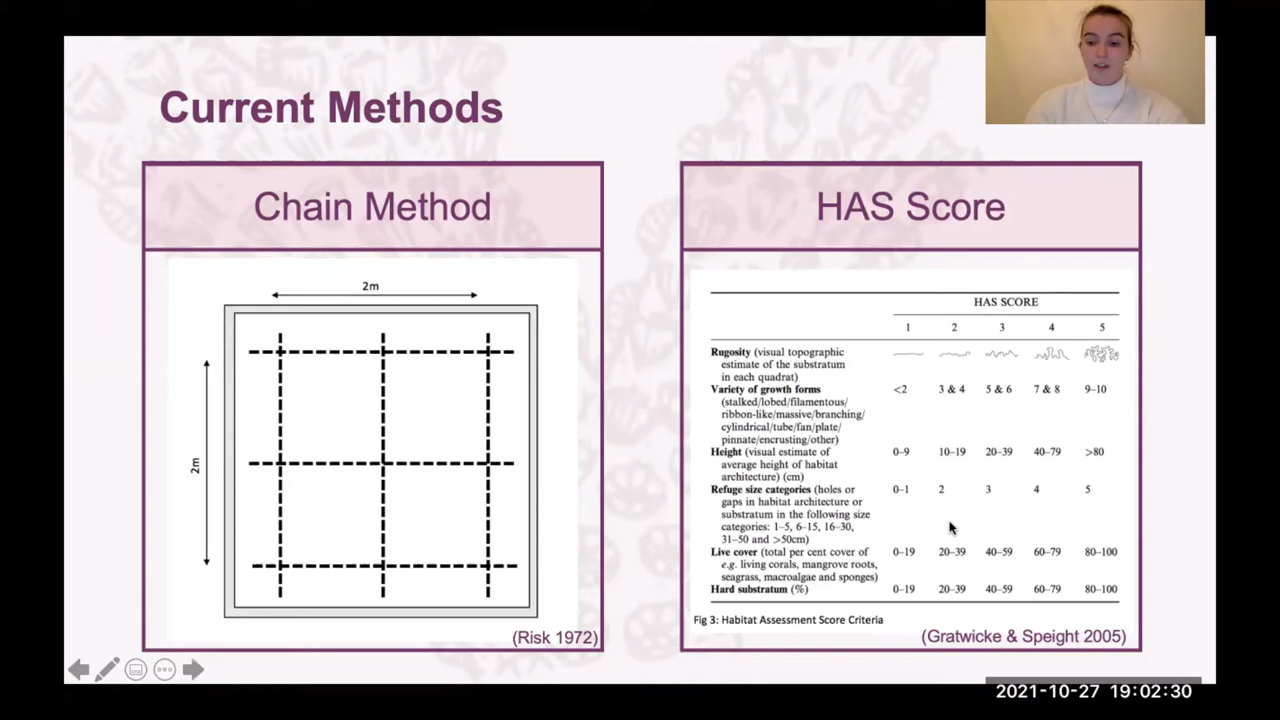 Current Methods
Chain Method
2m
2m
(Risk 1972)
HAS Score
HAS SCORE
1 2 3 4 5
Rugosity (visual topographic
estimate of the substratum
in each quadrat)
Variety of growth forms <2 3 & 4 5 & 6 7 & 8 9–10
(stalked/lobed/filamentous/
ribbon-like/massive/branching/
cylindrical/tube/fan/plate/
pinnate/encrusting/other)
Height (visual estimate of 0–9 10–19 20–39 40–79 >80
average height of habitat
architecture) (cm)
Refuge size categories (holes or 0–1 2 3 4 5
gaps in habitat architecture or
substratum in the following size
categories: 1–5, 6–15, 16–30,
31–50 and >50cm)
Live cover (total per cent cover of 0–19 20–39 40–59 60–79 80–100
e.g. living corals, mangrove roots,
seagrass, macroalgae and sponges)
Hard substratum (%) 0–19 20–39 40–59 60–79 80–100
Fig 3: Habitat Assessment Score Criteria
(Gratwicke & Speight 2005)
2021-10-27 19:02:30